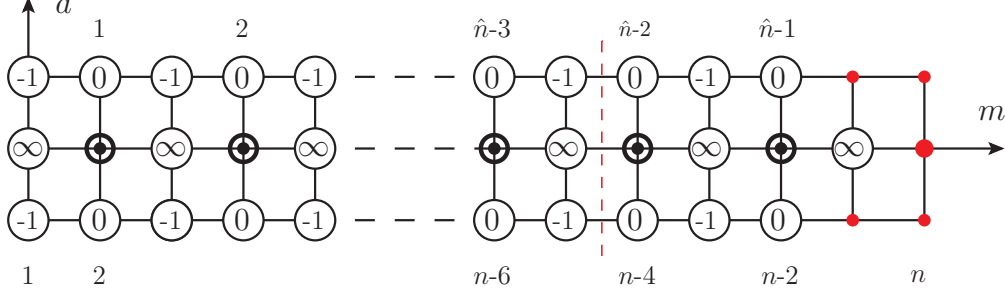 a
1 2 n̂-3 n̂-2 n̂-1
-1 0 -1 0 -1 0 -1 0 -1 0
m
∞ ∞ ∞ ∞ ∞ ∞
-1 0 -1 0 -1 0 -1 0 -1 0
1 2 n-6 n-4 n-2 n